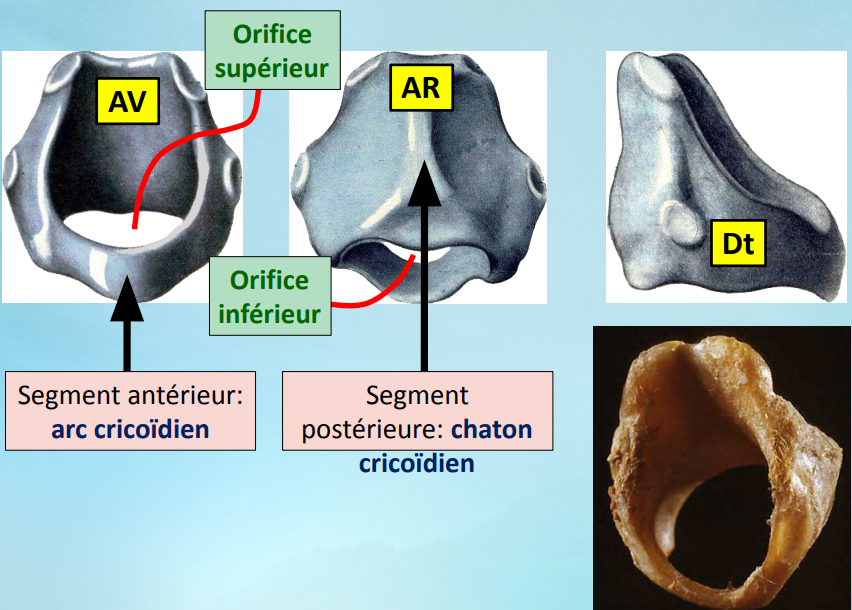 Orifice
supérieur
AV
AR
Dt
Orifice
inférieur
Segment antérieur:
arc cricoïdien
Segment
postérieure: chaton
cricoïdien